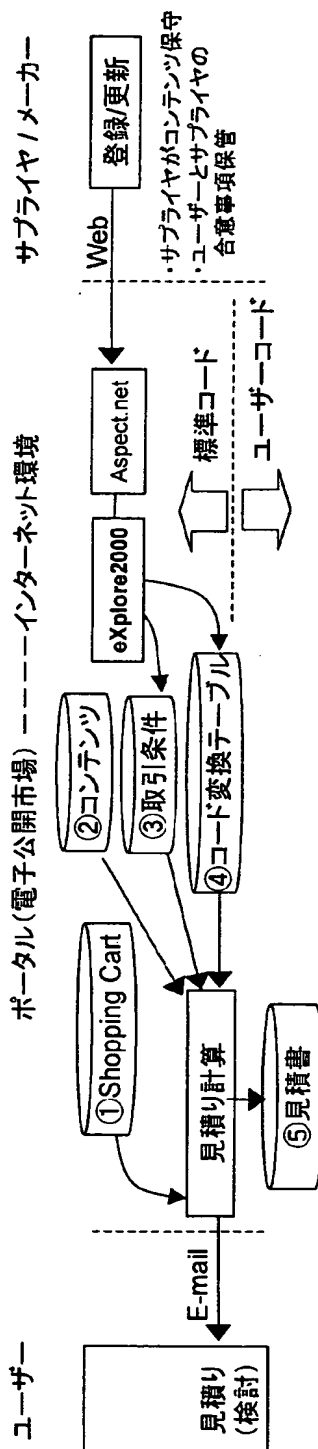 ユーザー
ポータル(電子公開市場) ーーーーインターネット環境
サプライヤ / メーカー
①Shopping Cart
②コンテンツ
③取引条件
④コード変換テーブル
eXplore2000
Aspect.net
Web
登録/更新
・サプライヤがコンテンツ保守
・ユーザーとサプライヤの
合意事項保管
標準コード
ユーザーコード
見積り
(検討)
E-mail
見積り計算
⑤見積書